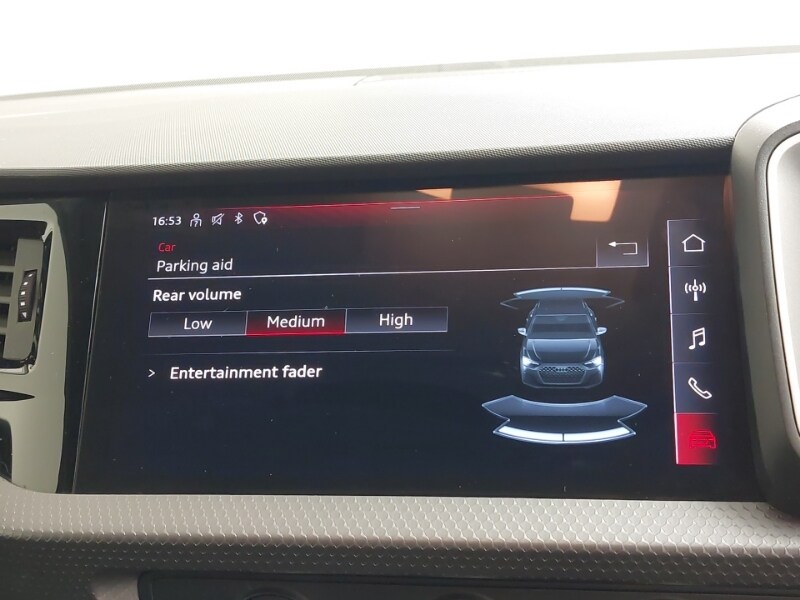 16:53
Car
Parking aid
Rear volume
Low Medium High
> Entertainment fader